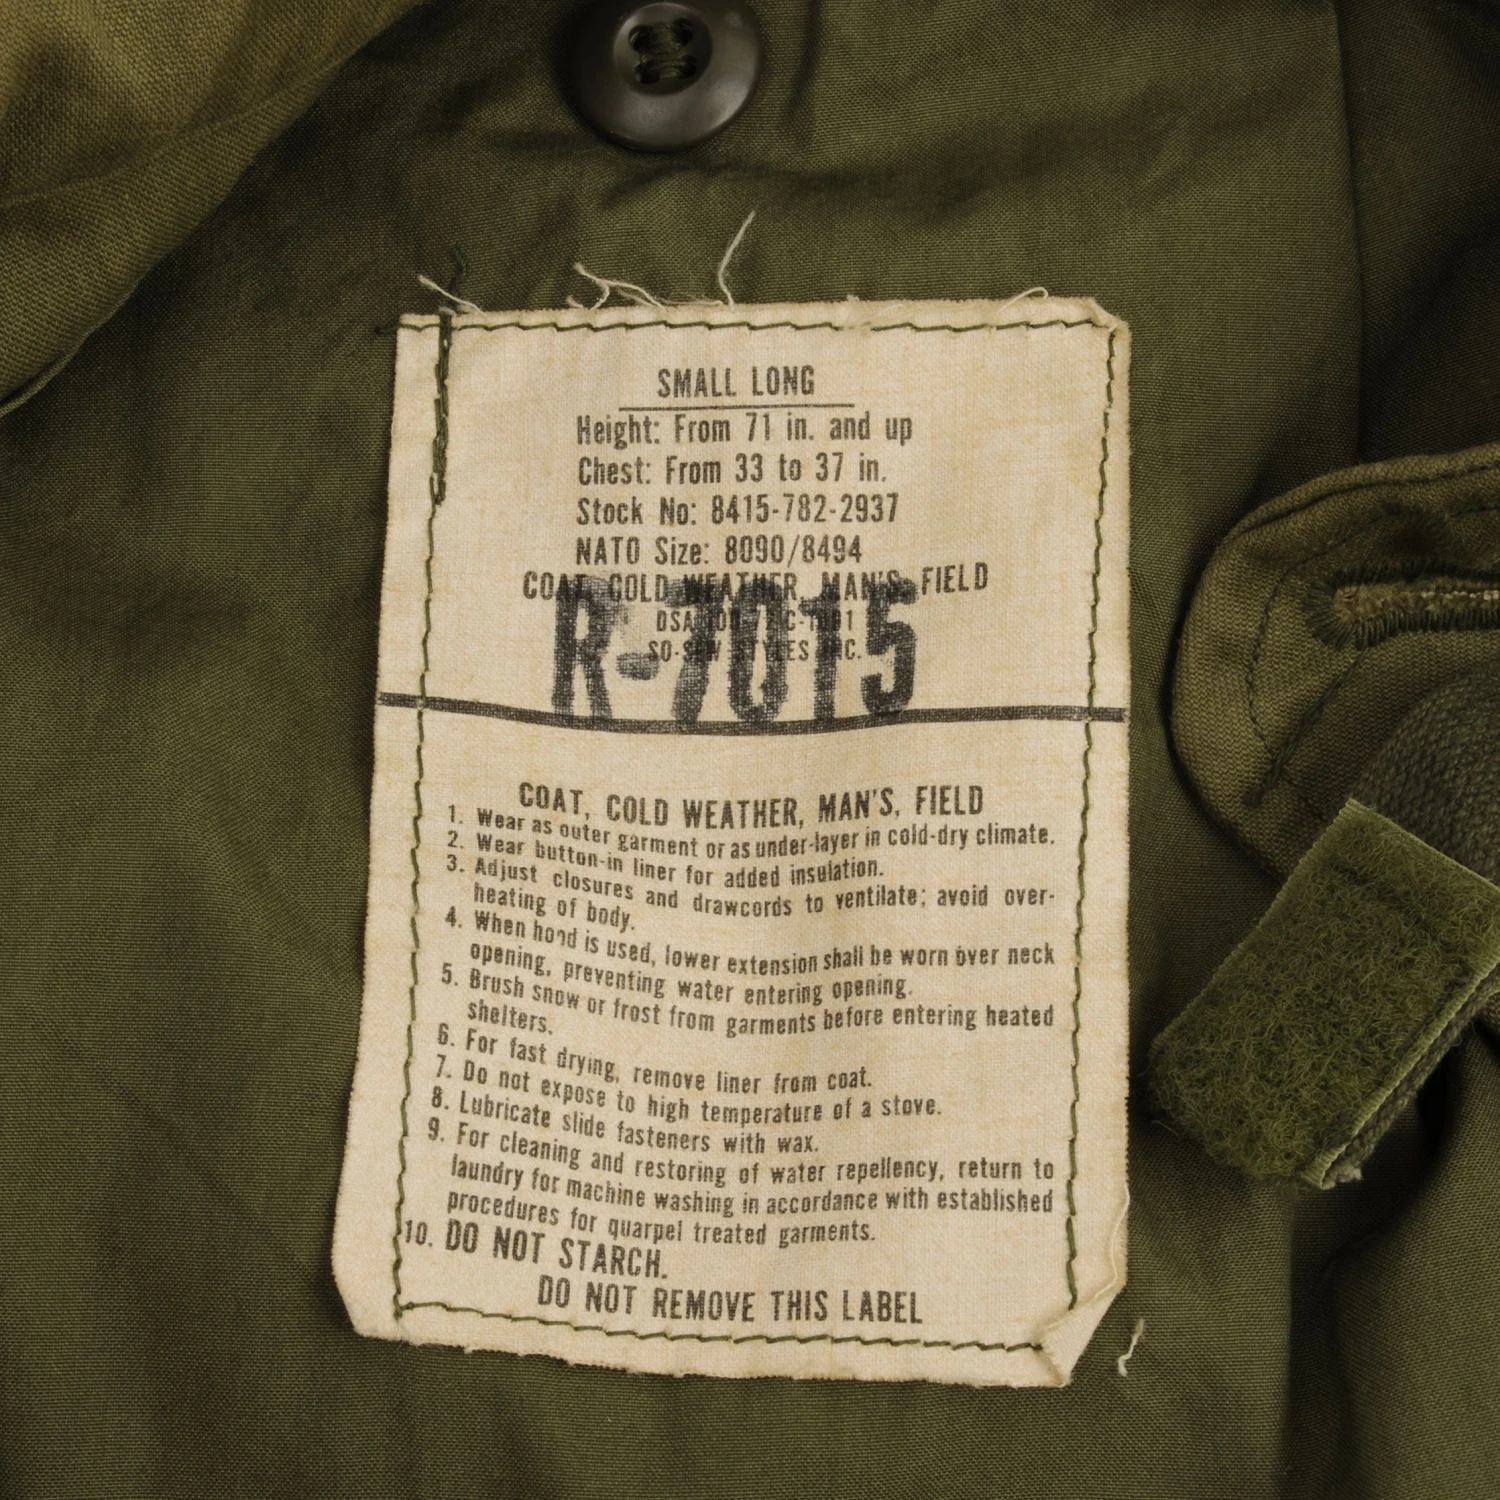 SMALL LONG
Height: From 71 in. and up
Chest: From 33 to 37 in.
Stock No: 8415-782-2937
NATO Size: 8090/8494
COAT, COLD WEATHER, MAN'S, FIELD
R-7015
SO-SEW STYLES INC.
COAT, COLD WEATHER, MAN'S, FIELD
1. Wear as outer garment or as under-layer in cold-dry climate.
2. Wear button-in liner for added insulation.
3. Adjust closures and drawcords to ventilate; avoid over-
heating of body.
4. When hood is used, lower extension shall be worn over neck
opening, preventing water entering opening.
5. Brush snow or frost from garments before entering heated
shelters.
6. For fast drying, remove liner from coat.
7. Do not expose to high temperature of a stove.
8. Lubricate slide fasteners with wax.
9. For cleaning and restoring of water repellency, return to
laundry for machine washing in accordance with established
procedures for quarpel treated garments.
10. DO NOT STARCH.
DO NOT REMOVE THIS LABEL